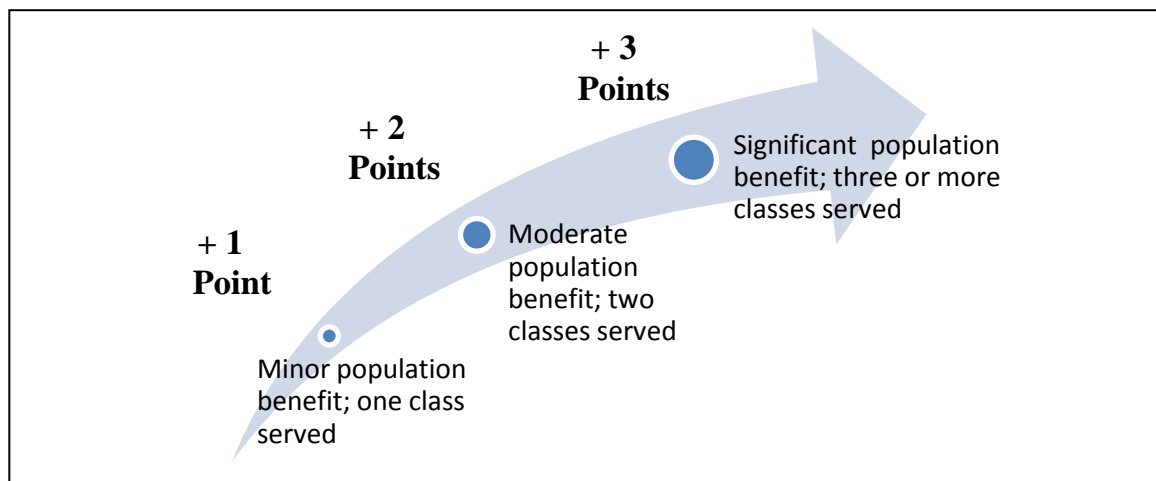 + 3
Points
Significant population
benefit; three or more
classes served
+ 2
Points
Moderate
population
benefit; two
classes served
+ 1
Point
Minor population
benefit; one class
served